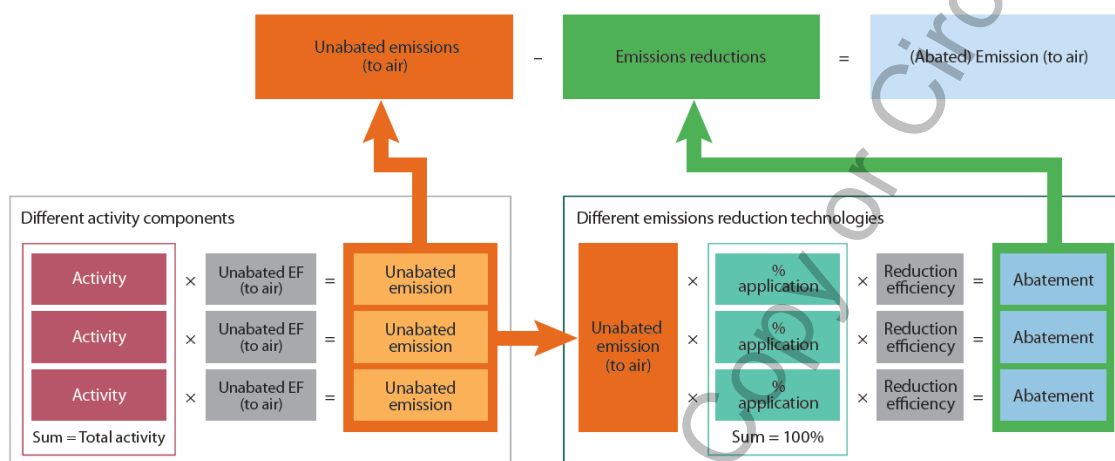 Unabated emissions
(to air)
–
Emissions reductions
=
(Abated) Emission (to air)
Different activity components
Activity
×
Unabated EF
(to air)
=
Unabated
emission
Activity
×
Unabated EF
(to air)
=
Unabated
emission
Activity
×
Unabated EF
(to air)
=
Unabated
emission
Sum = Total activity
Different emissions reduction technologies
Unabated
emission
(to air)
×
%
application
×
Reduction
efficiency
=
Abatement
×
%
application
×
Reduction
efficiency
=
Abatement
×
%
application
×
Reduction
efficiency
=
Abatement
Sum = 100%
Copy or Circ